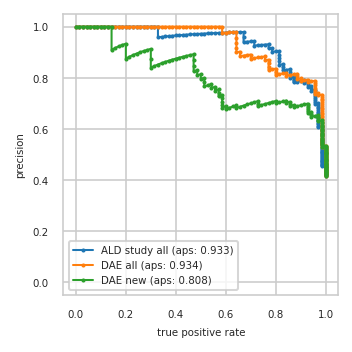 1.0
0.8
0.6
0.4
0.2
0.0
precision
ALD study all (aps: 0.933)
DAE all (aps: 0.934)
DAE new (aps: 0.808)
0.0 0.2 0.4 0.6 0.8 1.0
true positive rate